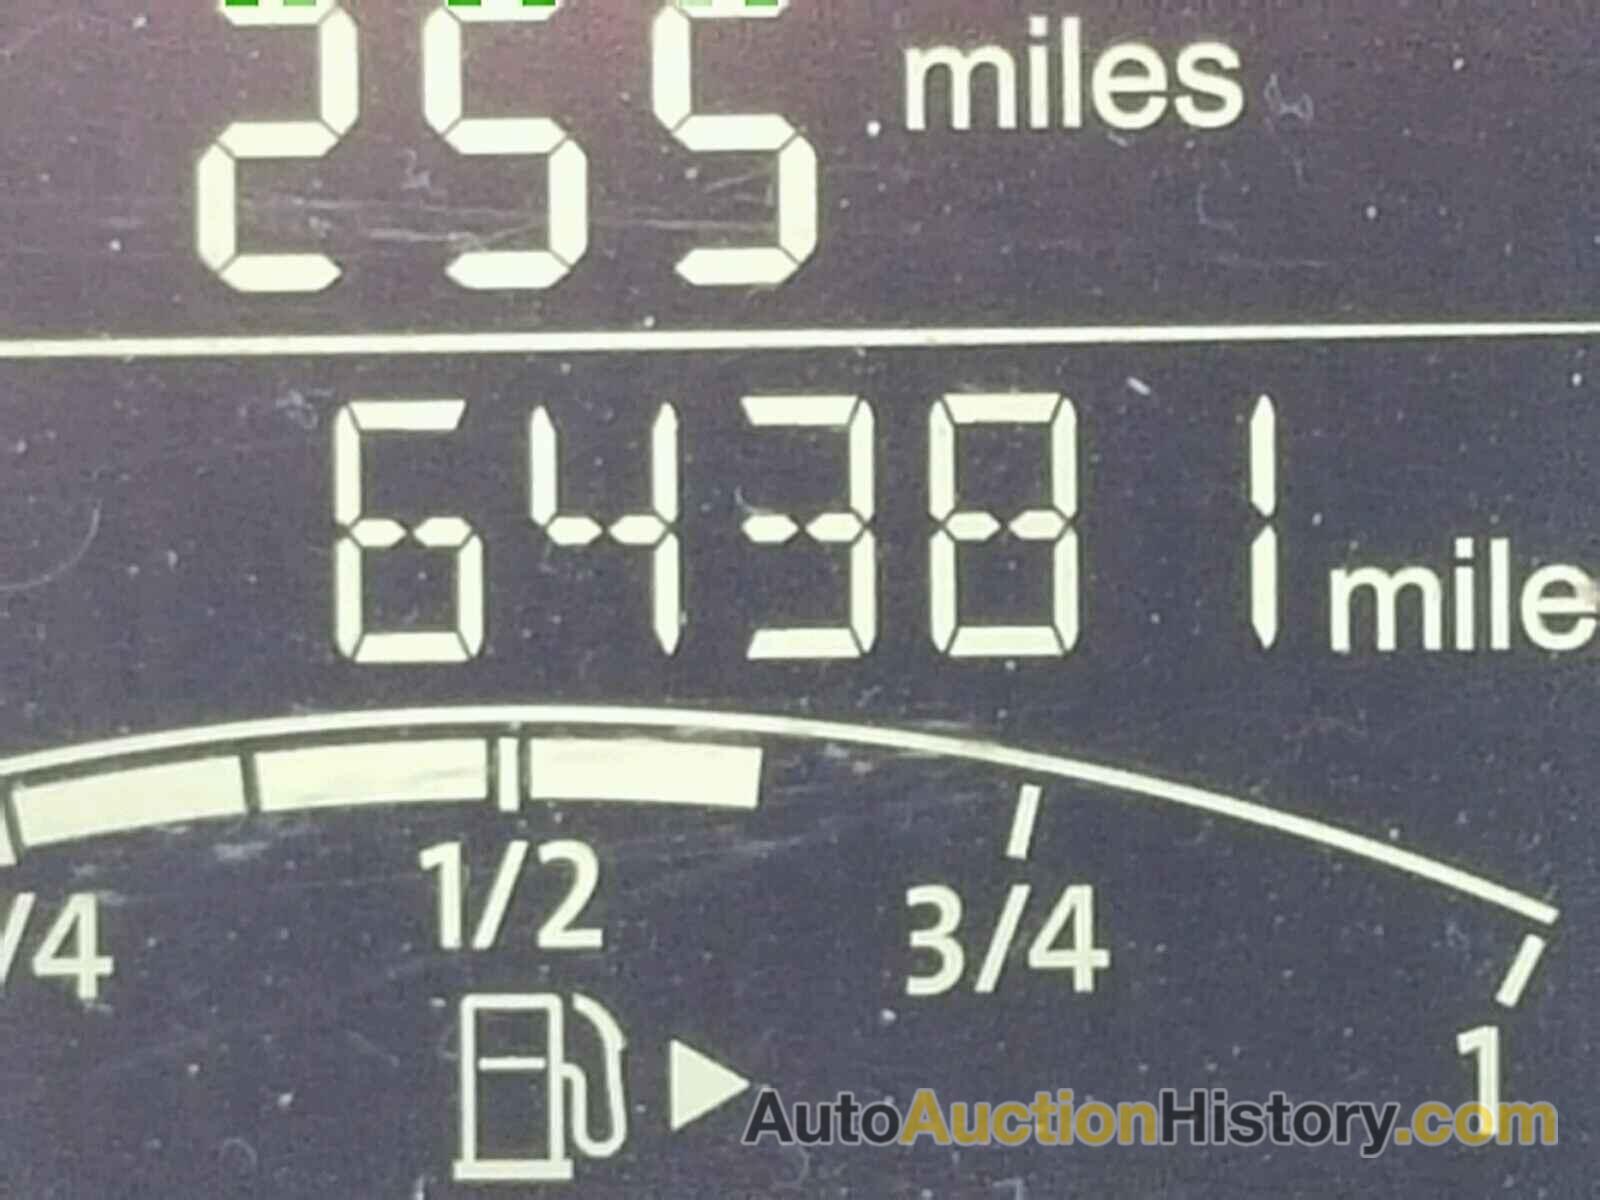 255 miles
64381 mile
/4 1/2 3/4 1
AutoAuctionHistory.com